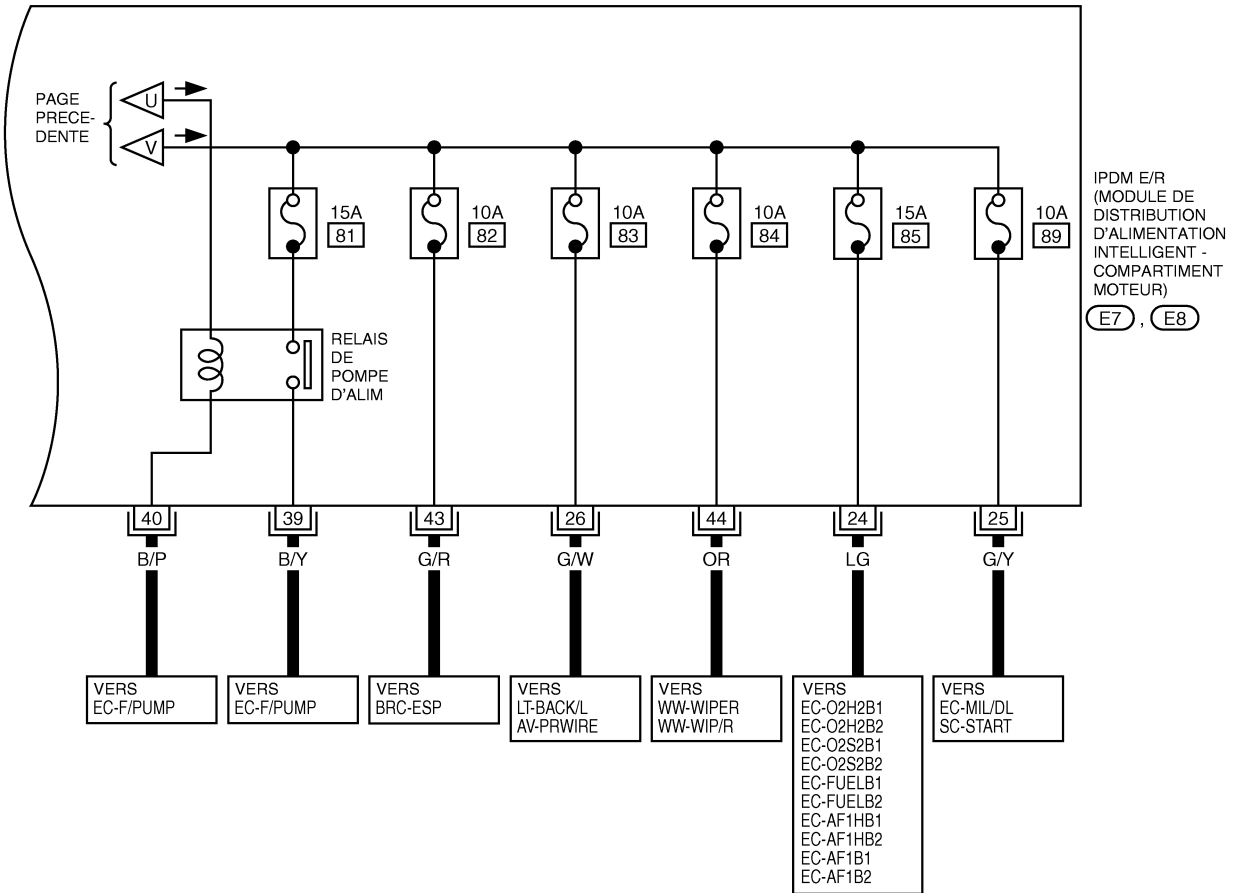 PAGE
PRECE-
DENTE
U
V
15A
81
10A
82
10A
83
10A
84
15A
85
10A
89
IPDM E/R
(MODULE DE
DISTRIBUTION
D'ALIMENTATION
INTELLIGENT -
COMPARTIMENT
MOTEUR)
E7 , E8
RELAIS
DE
POMPE
D'ALIM
40
39
43
26
44
24
25
B/P
B/Y
G/R
G/W
OR
LG
G/Y
VERS
EC-F/PUMP
VERS
EC-F/PUMP
VERS
BRC-ESP
VERS
LT-BACK/L
AV-PRWIRE
VERS
WW-WIPER
WW-WIP/R
VERS
EC-O2H2B1
EC-O2H2B2
EC-O2S2B1
EC-O2S2B2
EC-FUELB1
EC-FUELB2
EC-AF1HB1
EC-AF1HB2
EC-AF1B1
EC-AF1B2
VERS
EC-MIL/DL
SC-START